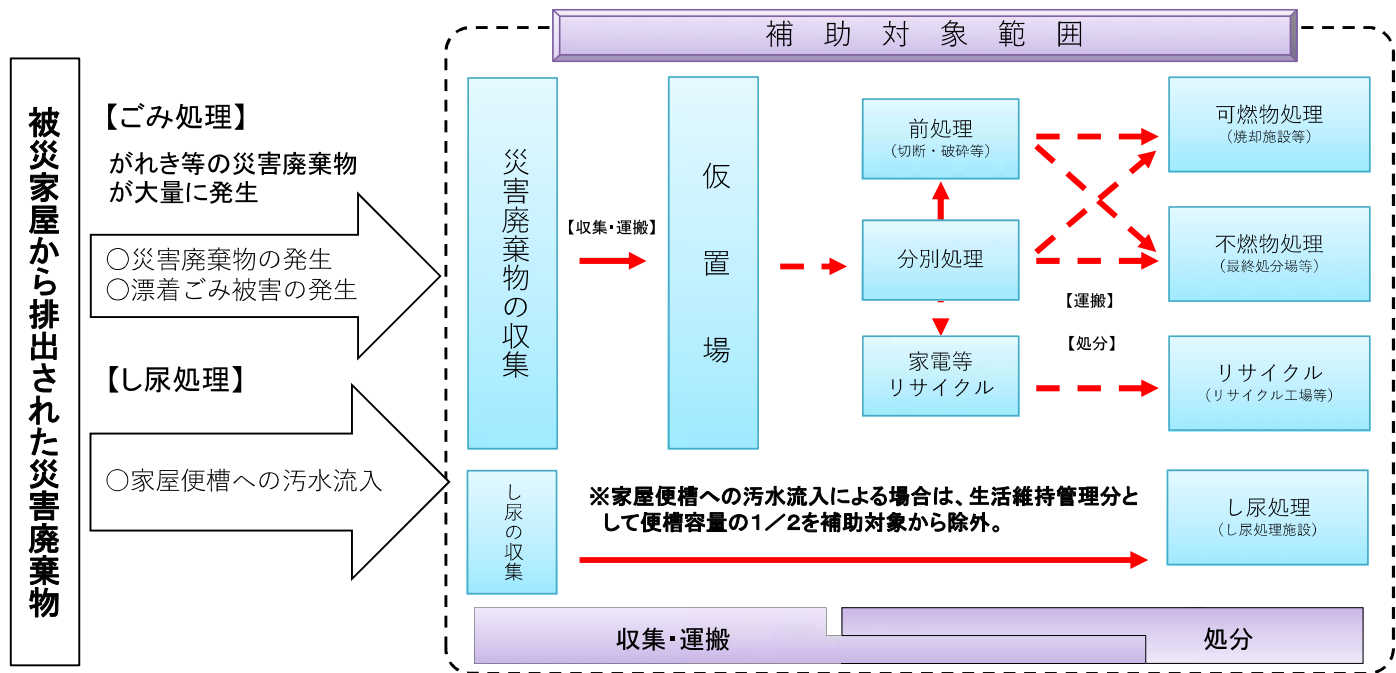 補助対象範囲
被災家屋から排出された災害廃棄物
【ごみ処理】
がれき等の災害廃棄物
が大量に発生
○災害廃棄物の発生
○漂着ごみ被害の発生
【し尿処理】
○家屋便槽への汚水流入
災害廃棄物の収集
【収集・運搬】
仮置場
前処理
(切断・破砕等)
分別処理
家電等
リサイクル
【運搬】
【処分】
可燃物処理
(焼却施設等)
不燃物処理
(最終処分場等)
リサイクル
(リサイクル工場等)
し尿の収集
※家屋便槽への汚水流入による場合は、生活維持管理分と
して便槽容量の1/2を補助対象から除外。
し尿処理
(し尿処理施設)
収集・運搬
処分